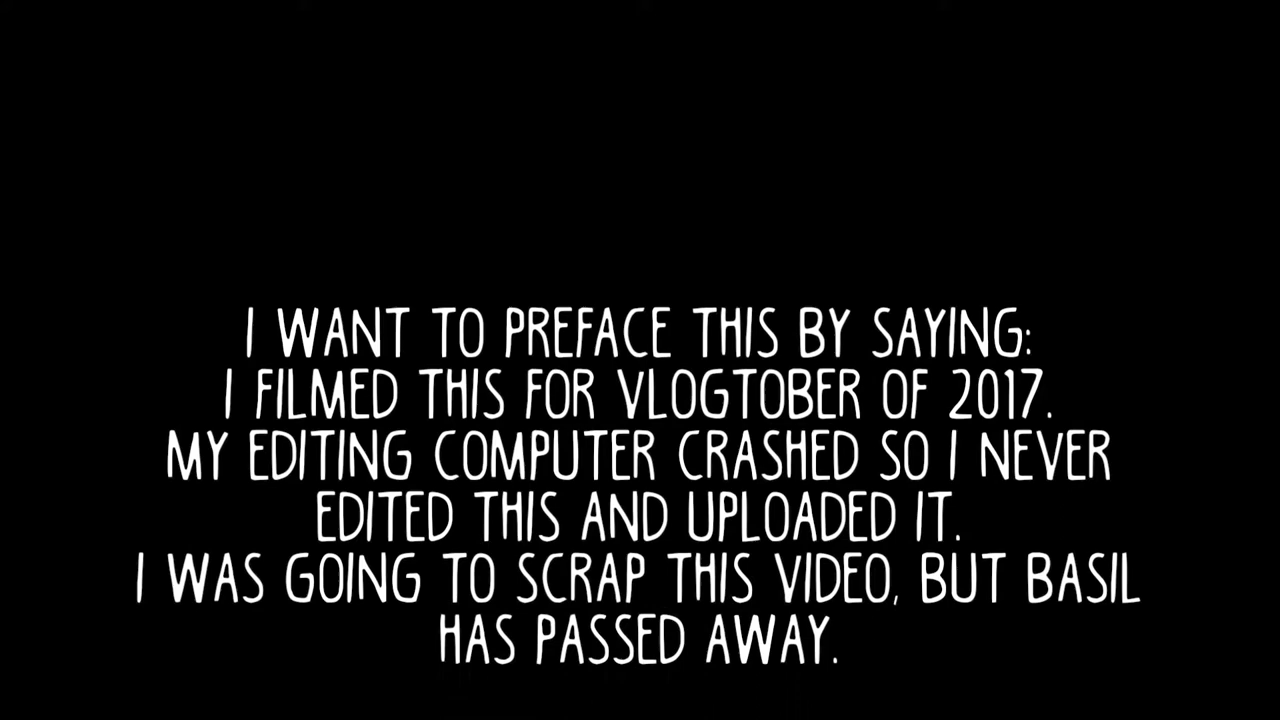 I WANT TO PREFACE THIS BY SAYING:
I FILMED THIS FOR VLOGTOBER OF 2017.
MY EDITING COMPUTER CRASHED SO I NEVER
EDITED THIS AND UPLOADED IT.
I WAS GOING TO SCRAP THIS VIDEO, BUT BASIL
HAS PASSED AWAY.